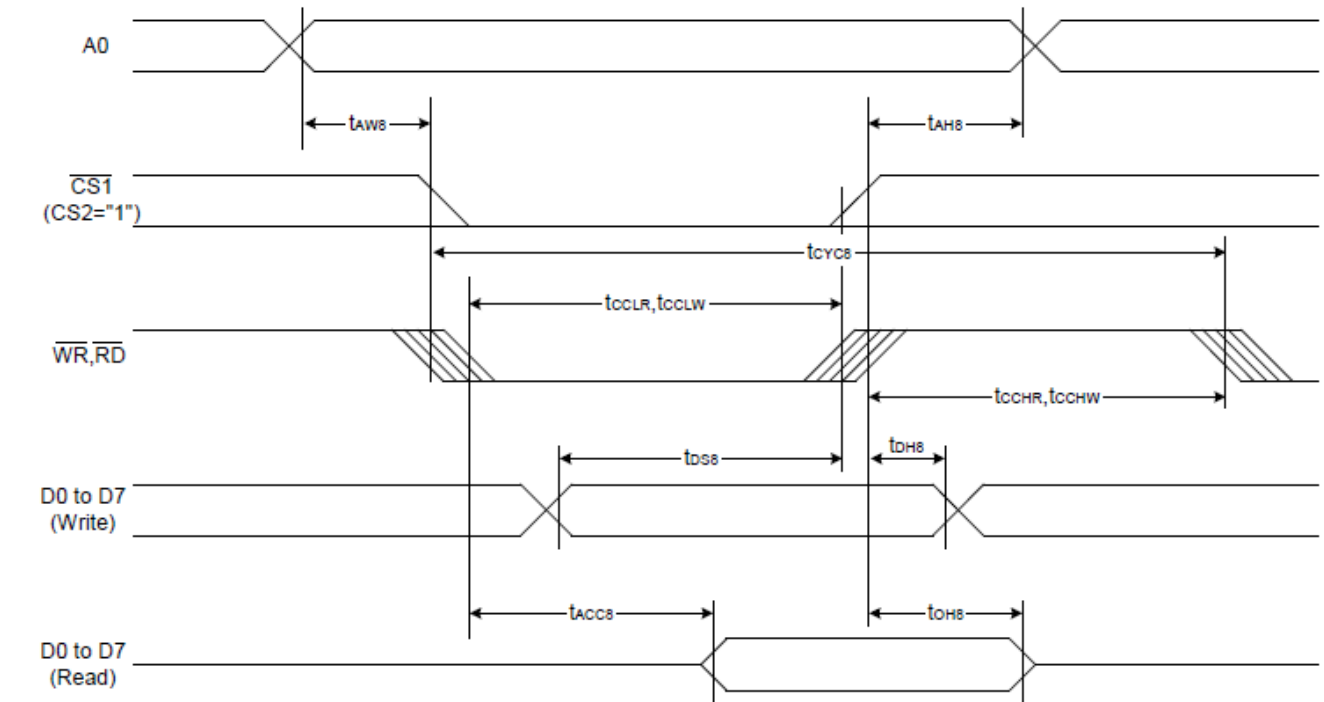 A0
tAW8
tAH8
CS1
(CS2="1")
tCYC8
tCCLR,tCCLW
WR,RD
tCCHR,tCCHW
tDS8
tDH8
D0 to D7
(Write)
tACC8
tOH8
D0 to D7
(Read)